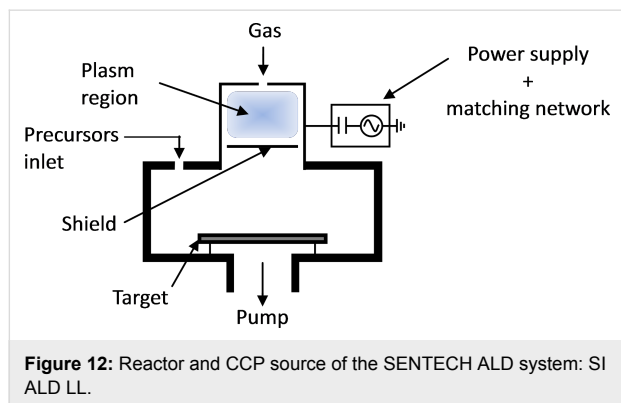 Gas
Plasm
region
Power supply
+
matching network
Precursors
inlet
Shield
Target
Pump
Figure 12: Reactor and CCP source of the SENTECH ALD system: SI
ALD LL.